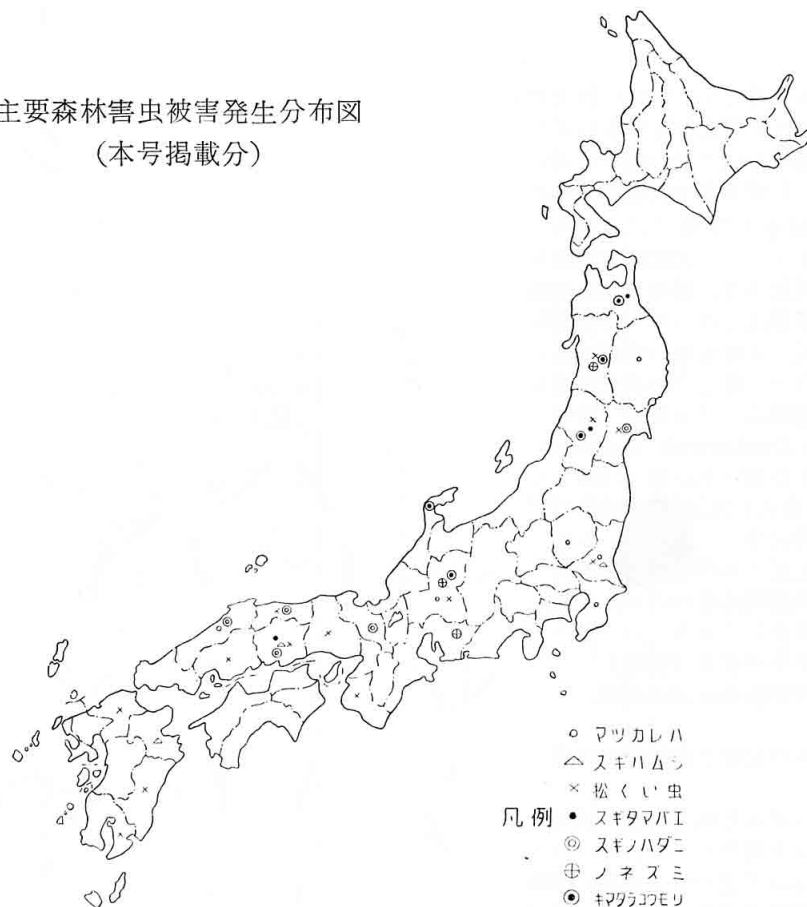 主要森林害虫被害発生分布図
(本号掲載分)
マツカレハ
スギハムシ
松くい虫
凡例
スギタマバエ
スギノハダニ
ノネズミ
キマダラコウモリ